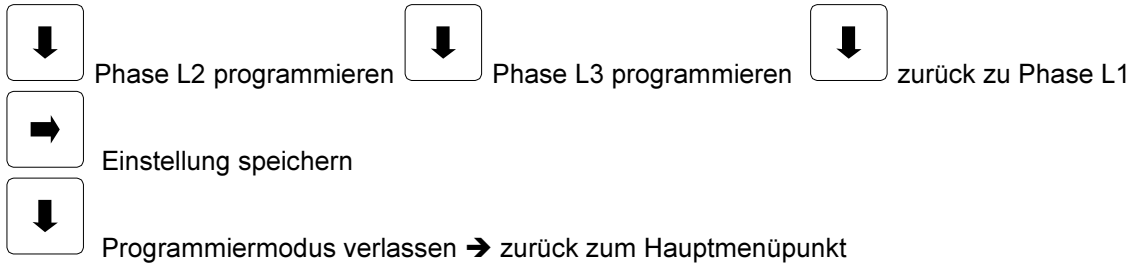 Phase L2 programmieren Phase L3 programmieren zurück zu Phase L1
Einstellung speichern
Programmiermodus verlassen ➔ zurück zum Hauptmenüpunkt